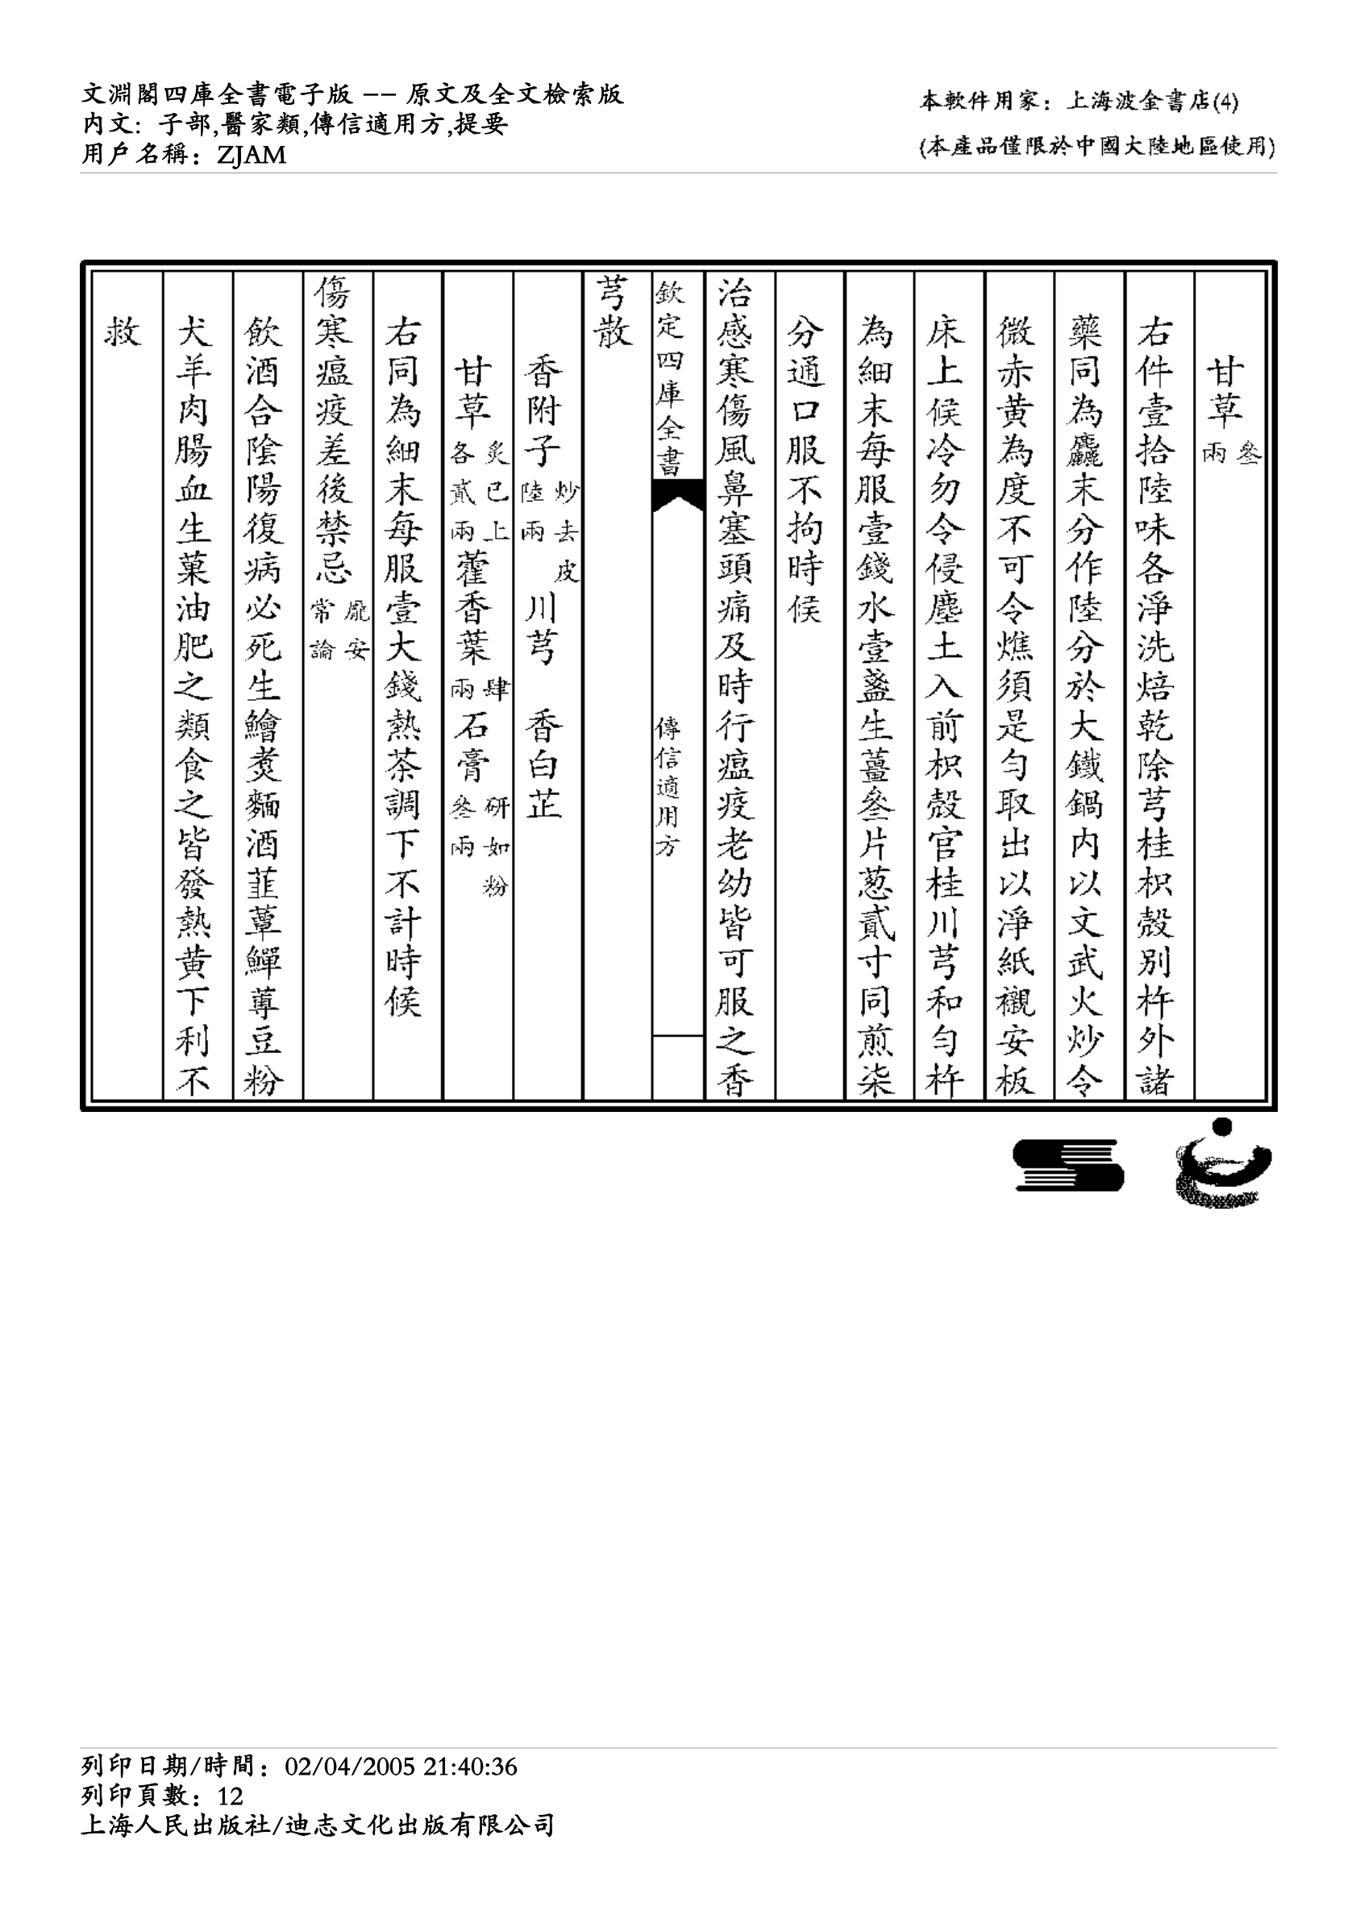 文淵閣四庫全書電子版 －－ 原文及全文檢索版
內文: 子部,醫家類,傳信適用方,提要
用戶名稱：ZJAM
本軟件用家：上海波金書店(4)
(本產品僅限於中國大陸地區使用)
甘草叁兩
右件壹拾陸味各淨洗焙乾除芎桂枳殼別杵外諸
藥同為麤末分作陸分於大鐵鍋内以文武火炒令
微赤黄為度不可令燋須是勻取出以淨紙襯安板
床上候冷勿令侵塵土入前枳殼官桂川芎和勻杵
為細末每服壹錢水壹盞生薑叁片葱貳寸同煎柒
分通口服不拘時候
治感寒傷風鼻塞頭痛及時行瘟疫老幼皆可服之香
欽定四庫全書
傳信適用方
芎散
香附子炒去皮陸兩川芎 香白芷
甘草炙已上各貳兩藿香葉肆兩石膏研如粉叁兩
右同為細末每服壹大錢熱茶調下不計時候
傷寒瘟疫差後禁忌龎安常論
飲酒合陰陽復病必死生鱠煑麵酒韮蕈鱓蓴豆粉
犬羊肉腸血生菓油肥之類食之皆發熱黄下利不
救
列印日期/時間：02/04/2005 21:40:36
列印頁數：12
上海人民出版社/迪志文化出版有限公司